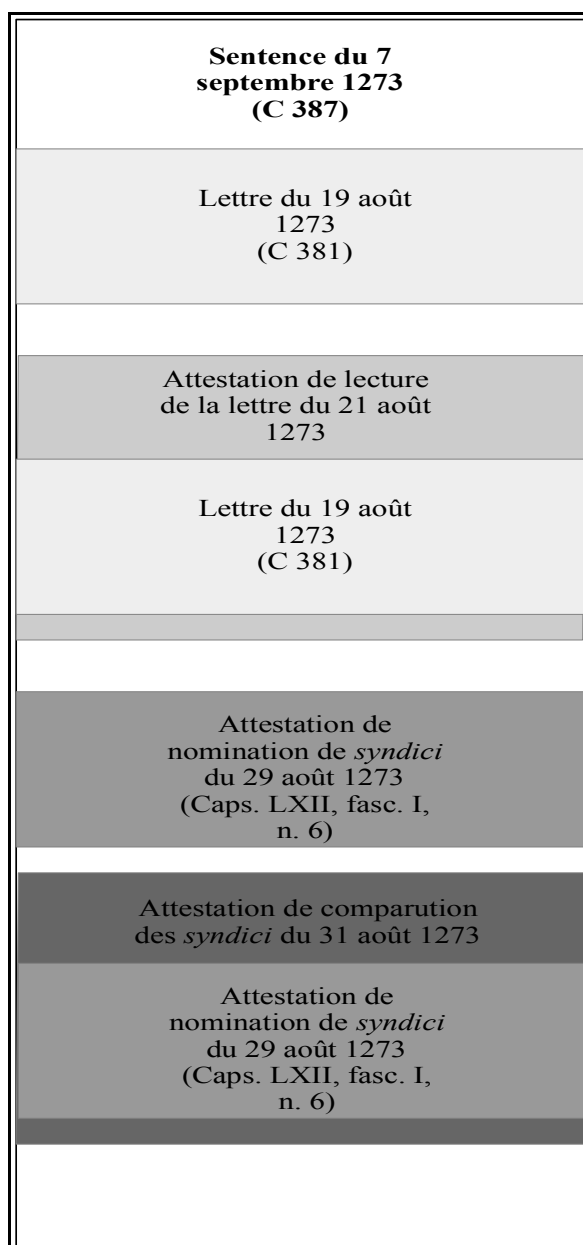 Sentence du 7
septembre 1273
(C 387)
Lettre du 19 août
1273
(C 381)
Attestation de lecture
de la lettre du 21 août
1273
Lettre du 19 août
1273
(C 381)
Attestation de
nomination de syndici
du 29 août 1273
(Caps. LXII, fasc. I,
n. 6)
Attestation de comparution
des syndici du 31 août 1273
Attestation de
nomination de syndici
du 29 août 1273
(Caps. LXII, fasc. I,
n. 6)